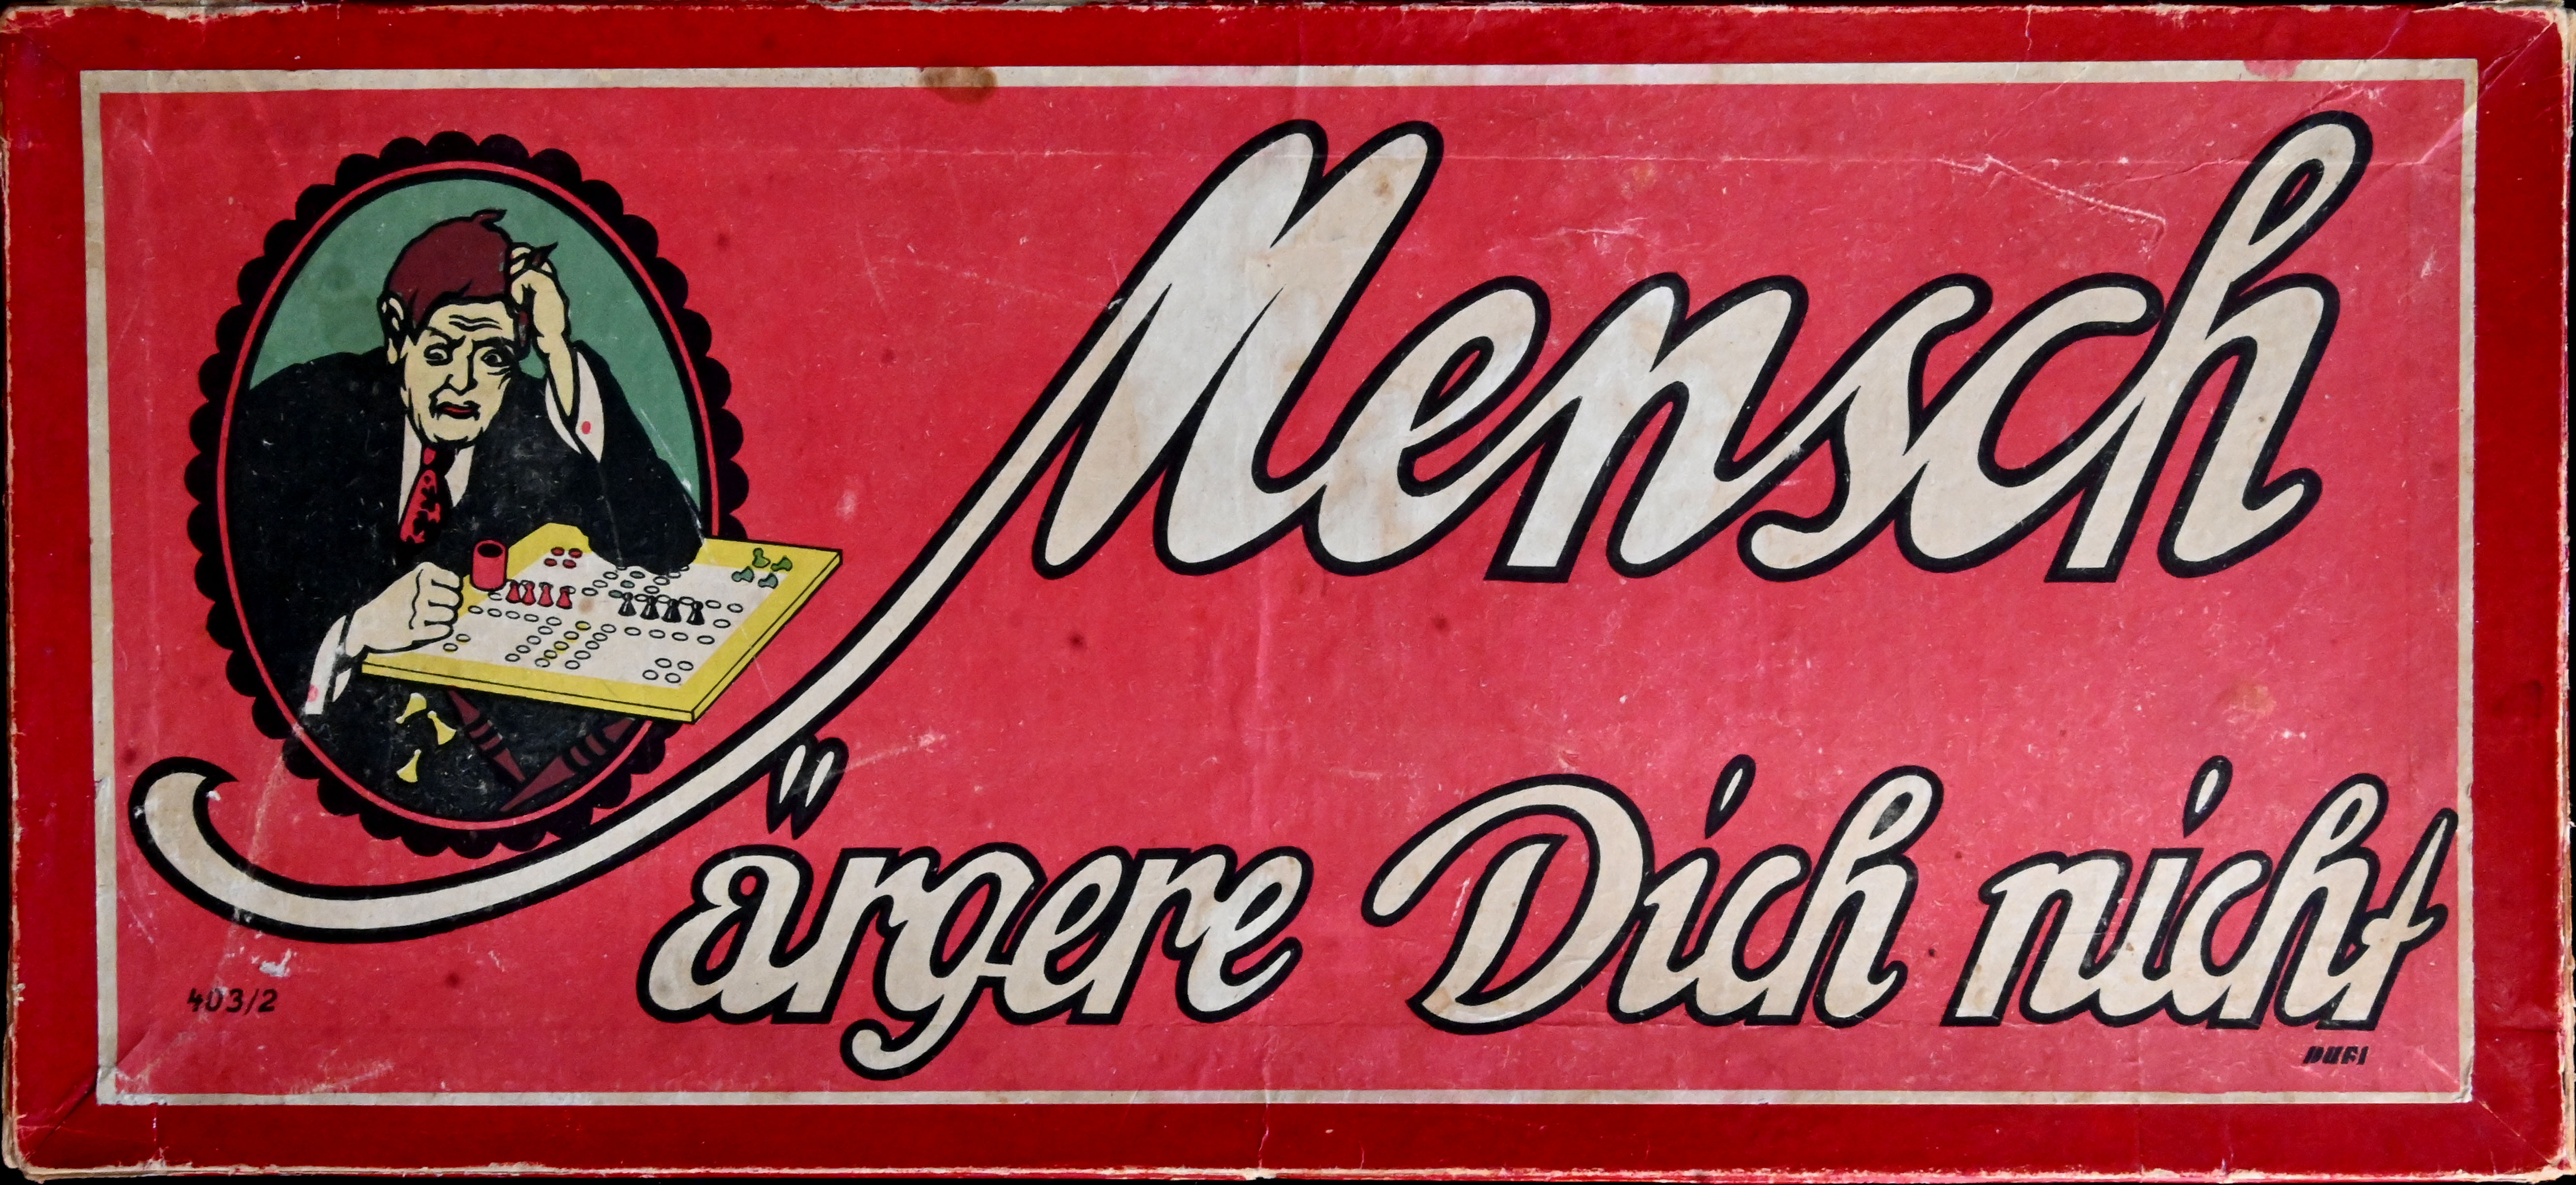 Mensch
ärgere Dich nicht
403/2